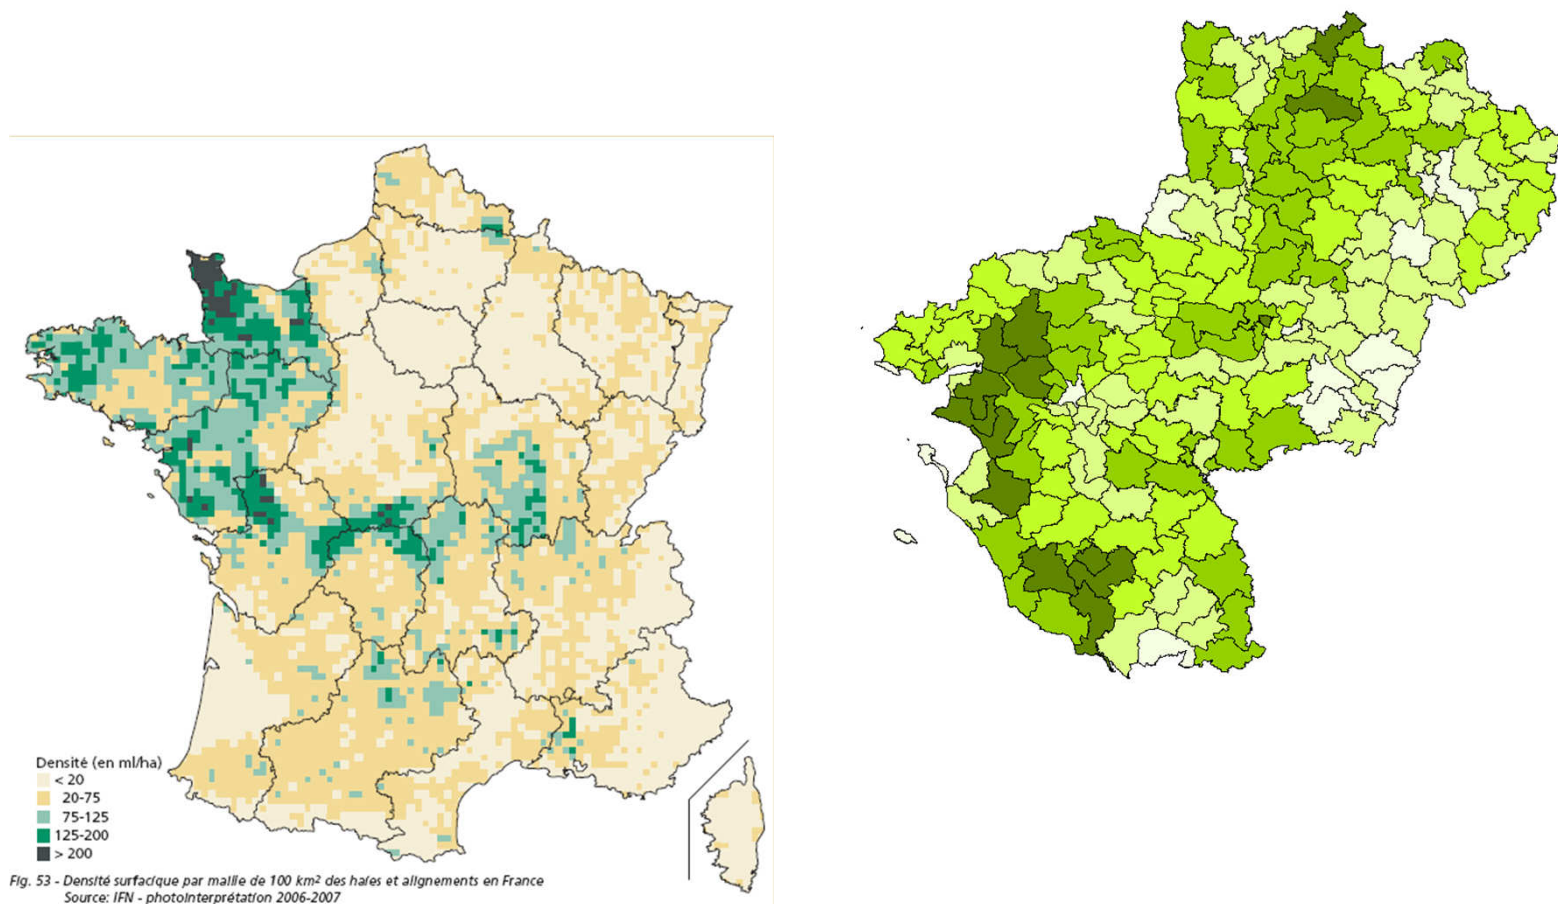 Densité (en ml/ha)
< 20
20-75
75-125
125-200
> 200
Fig. 53 - Densité surfacique par maille de 100 km² des haies et alignements en France
Source: IFN - photointerprétation 2006-2007